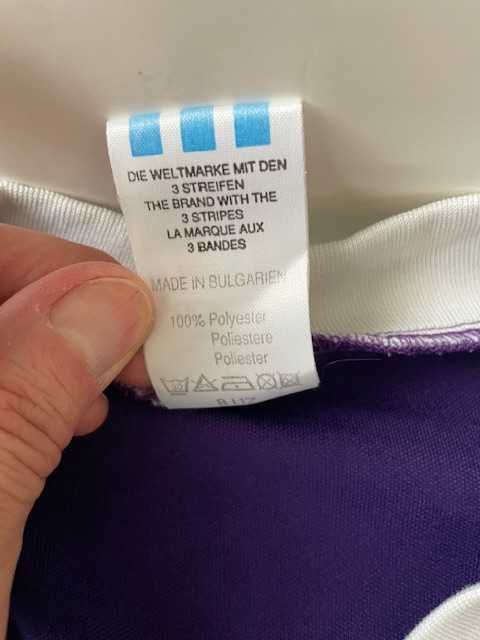 DIE WELTMARKE MIT DEN
3 STREIFEN
THE BRAND WITH THE
3 STRIPES
LA MARQUE AUX
3 BANDES
MADE IN BULGARIEN
100% Polyester
Poliestere
Poliester